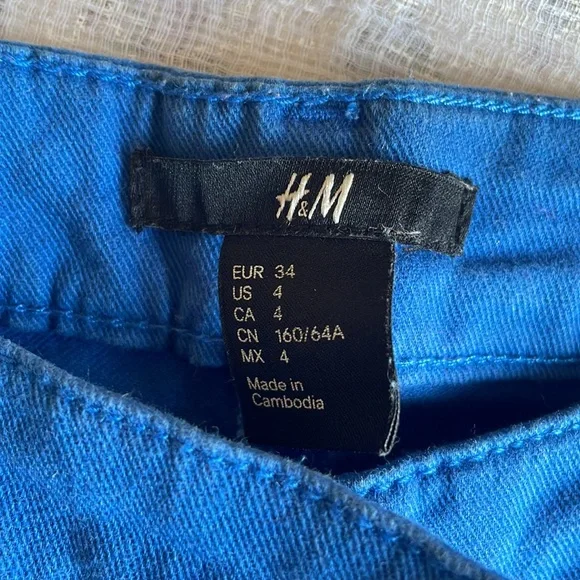 H&M
EUR 34
US 4
CA 4
CN 160/64A
MX 4
Made in
Cambodia